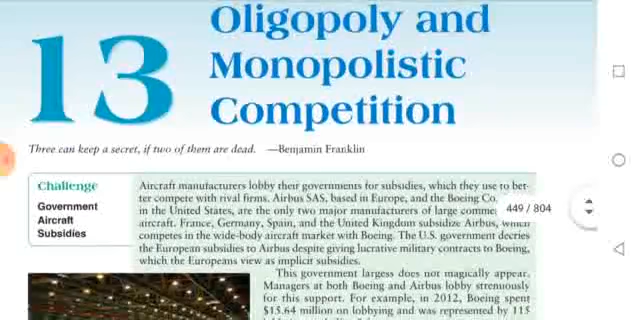 13
Oligopoly and
Monopolistic
Competition
Three can keep a secret, if two of them are dead. —Benjamin Franklin
Challenge
Government
Aircraft
Subsidies
Aircraft manufacturers lobby their governments for subsidies, which they use to bet-
ter compete with rival firms. Airbus SAS, based in Europe, and the Boeing Co.
in the United States, are the only two major manufacturers of large comme
449 / 804
aircraft. France, Germany, Spain, and the United Kingdom subsidize Airbus, which
competes in the wide-body aircraft market with Boeing. The U.S. government decries
the European subsidies to Airbus despite giving lucrative military contracts to Boeing,
which the Europeans view as implicit subsidies.
This government largess does not magically appear.
Managers at both Boeing and Airbus lobby strenuously
for this support. For example, in 2012, Boeing spent
$15.64 million on lobbying and was represented by 115